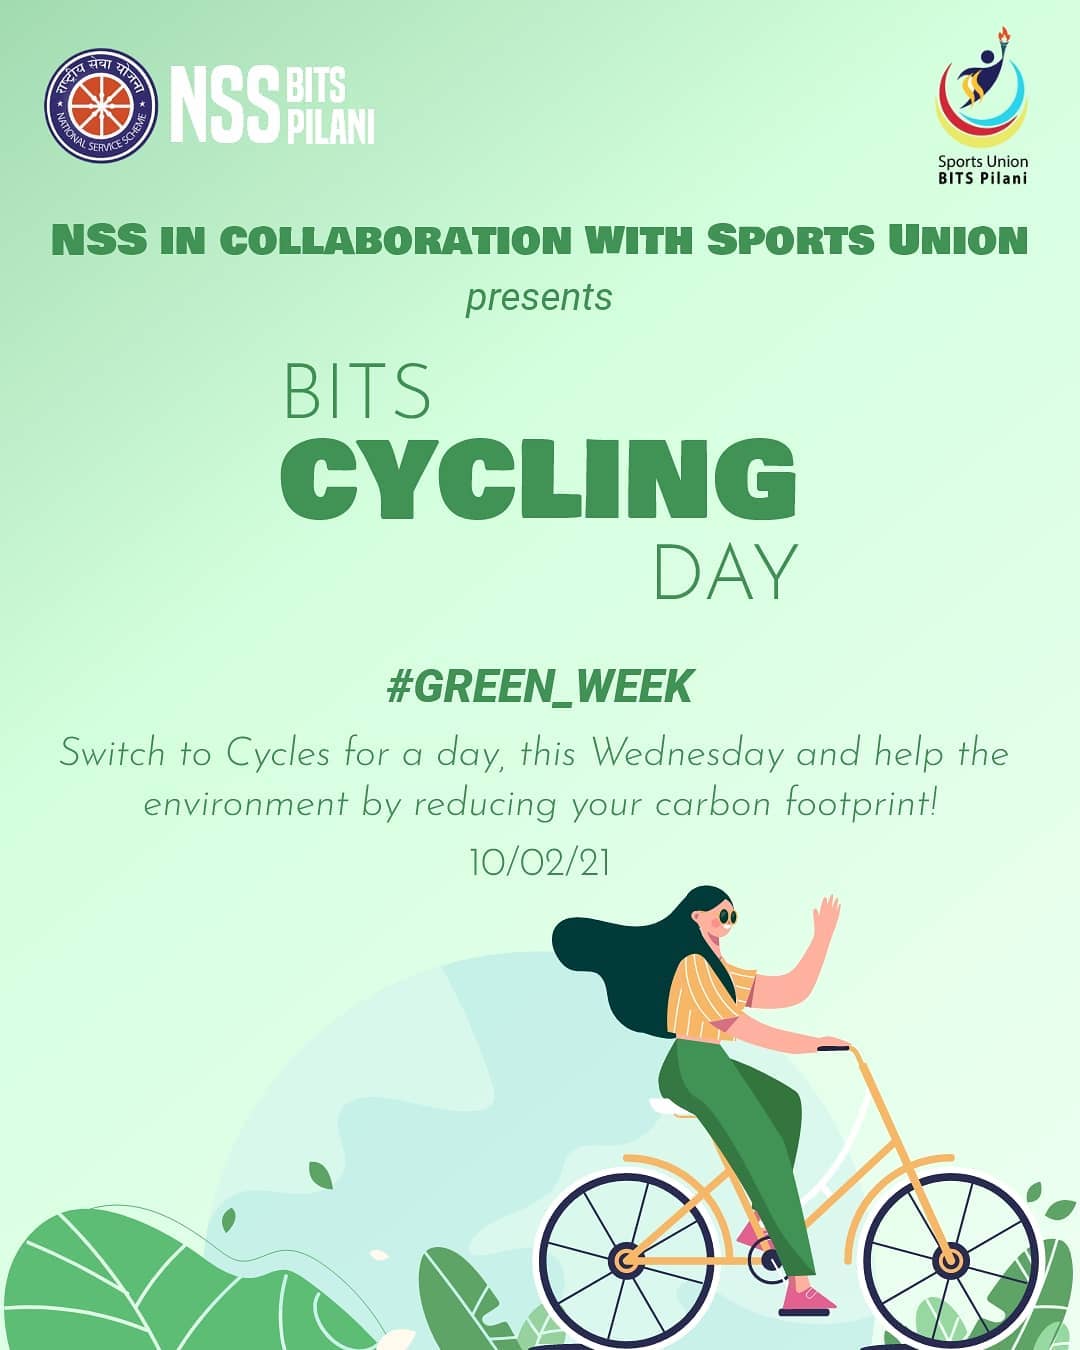 राष्ट्रीय सेवा योजना
NATIONAL SERVICE SCHEME
NSS BITS
PILANI
Sports Union
BITS Pilani
NSS IN COLLABORATION WITH SPORTS UNION
presents
BITS
CYCLING
DAY
#GREEN_WEEK
Switch to Cycles for a day, this Wednesday and help the
environment by reducing your carbon footprint!
10/02/21